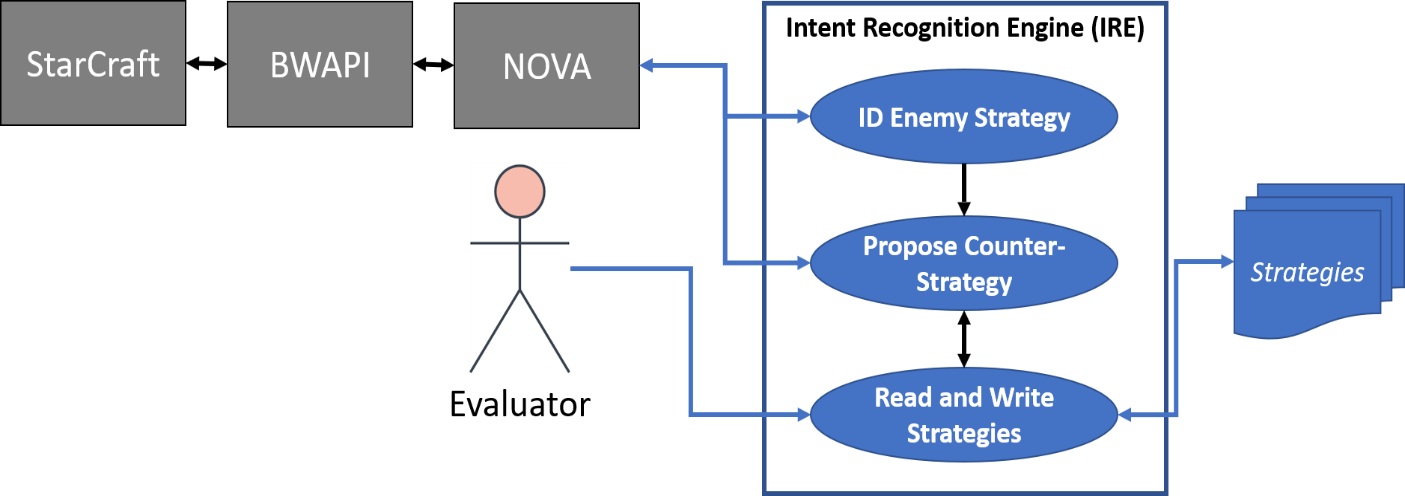 StarCraft
BWAPI
NOVA
Intent Recognition Engine (IRE)
ID Enemy Strategy
Propose Counter-
Strategy
Read and Write
Strategies
Evaluator
Strategies